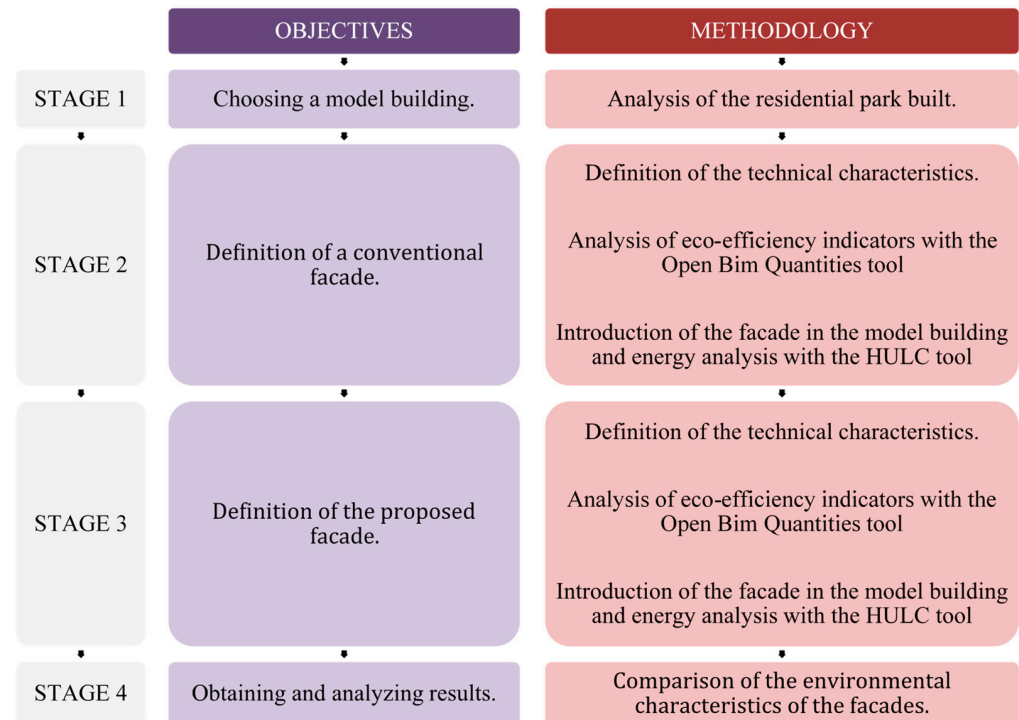 OBJECTIVES
METHODOLOGY
STAGE 1
Choosing a model building.
Analysis of the residential park built.
STAGE 2
Definition of a conventional
facade.
Definition of the technical characteristics.
Analysis of eco-efficiency indicators with the
Open Bim Quantities tool
Introduction of the facade in the model building
and energy analysis with the HULC tool
STAGE 3
Definition of the proposed
facade.
Definition of the technical characteristics.
Analysis of eco-efficiency indicators with the
Open Bim Quantities tool
Introduction of the facade in the model building
and energy analysis with the HULC tool
STAGE 4
Obtaining and analyzing results.
Comparison of the environmental
characteristics of the facades.